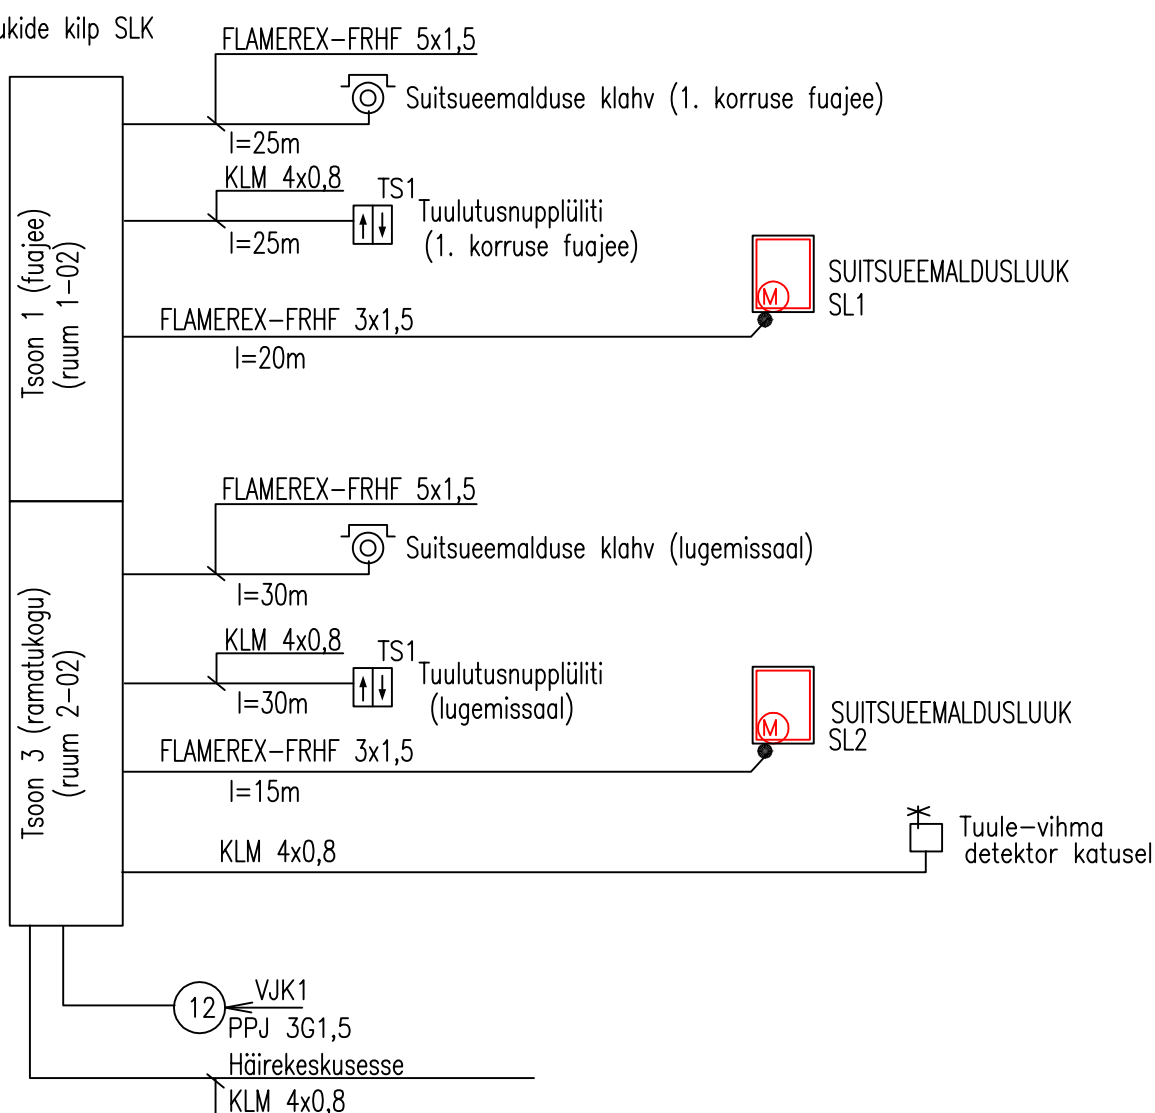 kilp SLK
FLAMEREX-FRHF 5x1,5
Suitsueemalduse klahv (1. korruse fuajee)
l=25m
KLM 4x0,8
TS1
Tuulutusnupplüliti
(1. korruse fuajee)
l=25m
Tsoon 1 (fuajee)
(ruum 1-02)
SUITSUEEMALDUSLUUK
SL1
M
FLAMEREX-FRHF 3x1,5
l=20m
FLAMEREX-FRHF 5x1,5
Suitsueemalduse klahv (lugemissaal)
l=30m
KLM 4x0,8
TS1
Tuulutusnupplüliti
(lugemissaal)
l=30m
Tsoon 3 (ramatukogu)
(ruum 2-02)
SUITSUEEMALDUSLUUK
SL2
M
FLAMEREX-FRHF 3x1,5
l=15m
Tuule-vihma
detektor katusel
KLM 4x0,8
12
VJK1
PPJ 3G1,5
Häirekeskusesse
KLM 4x0,8